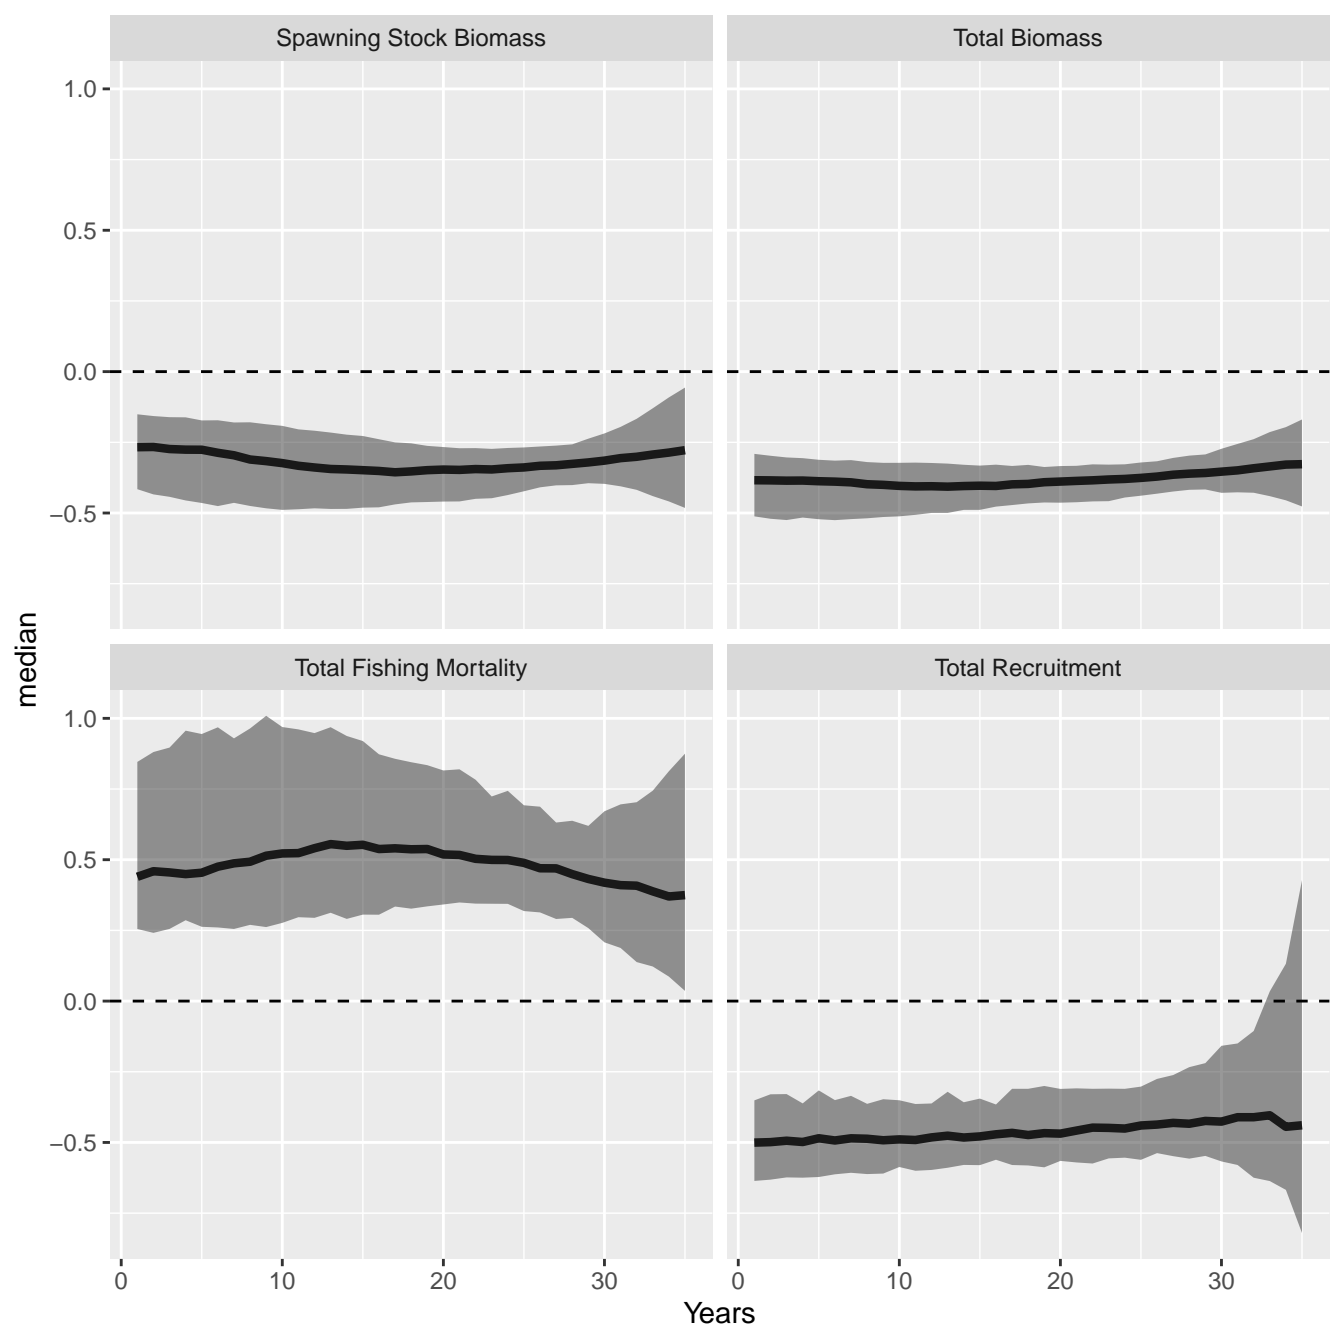 Spawning Stock Biomass
Total Biomass
1.0
0.5
0.0
−0.5
Total Fishing Mortality
Total Recruitment
1.0
0.5
0.0
−0.5
0 10 20 30
0 10 20 30
Years
median